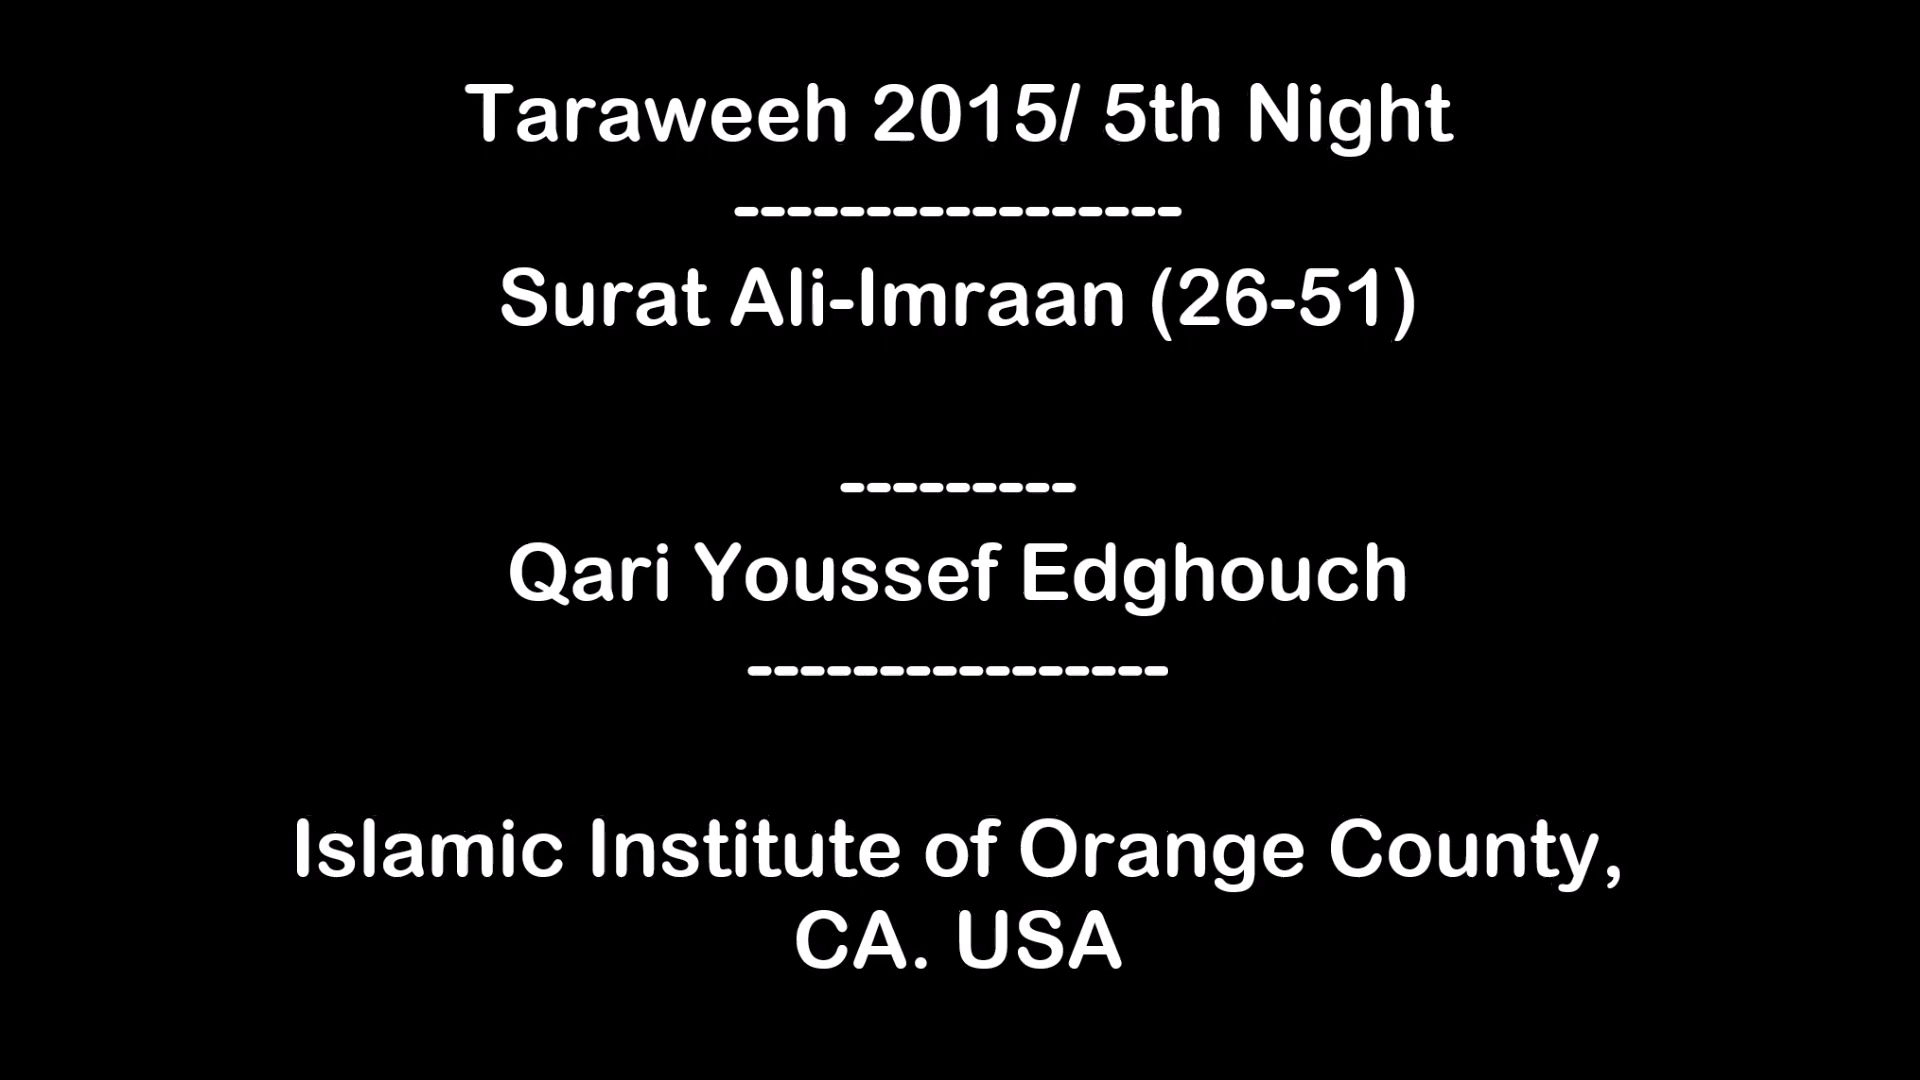 Taraweeh 2015/ 5th Night
-----------------
Surat Ali-Imraan (26-51)
---------
Qari Youssef Edghouch
----------------
Islamic Institute of Orange County,
CA. USA